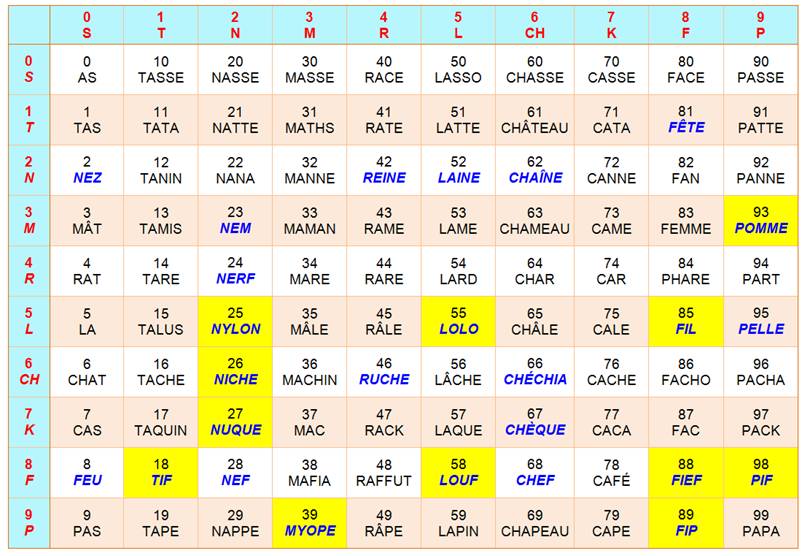 0 1 2 3 4 5 6 7 8 9
S T N M R L CH K F P
0 0 10 20 30 40 50 60 70 80 90
S AS TASSE NASSE MASSE RACE LASSO CHASSE CASSE FACE PASSE
1 1 11 21 31 41 51 61 71 81 91
T TAS TATA NATTE MATHS RATE LATTE CHÂTEAU CATA FÊTE PATTE
2 2 12 22 32 42 52 62 72 82 92
N NEZ TANIN NANA MANNE REINE LAINE CHAÎNE CANNE FAN PANNE
3 3 13 23 33 43 53 63 73 83 93
M MÂT TAMIS NEM MAMAN RAME LAME CHAMEAU CAME FEMME POMME
4 4 14 24 34 44 54 64 74 84 94
R RAT TARE NERF MARE RARE LARD CHAR CAR PHARE PART
5 5 15 25 35 45 55 65 75 85 95
L LA TALUS NYLON MÂLE RÂLE LOLO CHÂLE CALE FIL PELLE
6 6 16 26 36 46 56 66 76 86 96
CH CHAT TACHE NICHE MACHIN RUCHE LÂCHE CHÉCHIA CACHE FACHO PACHA
7 7 17 27 37 47 57 67 77 87 97
K CAS TAQUIN NUQUE MAC RACK LAQUE CHÈQUE CACA FAC PACK
8 8 18 28 38 48 58 68 78 88 98
F FEU TIF NEF MAFIA RAFFUT LOUF CHEF CAFÉ FIEF PIF
9 9 19 29 39 49 59 69 79 89 99
P PAS TAPE NAPPE MYOPE RÂPE LAPIN CHAPEAU CAPE FIP PAPA